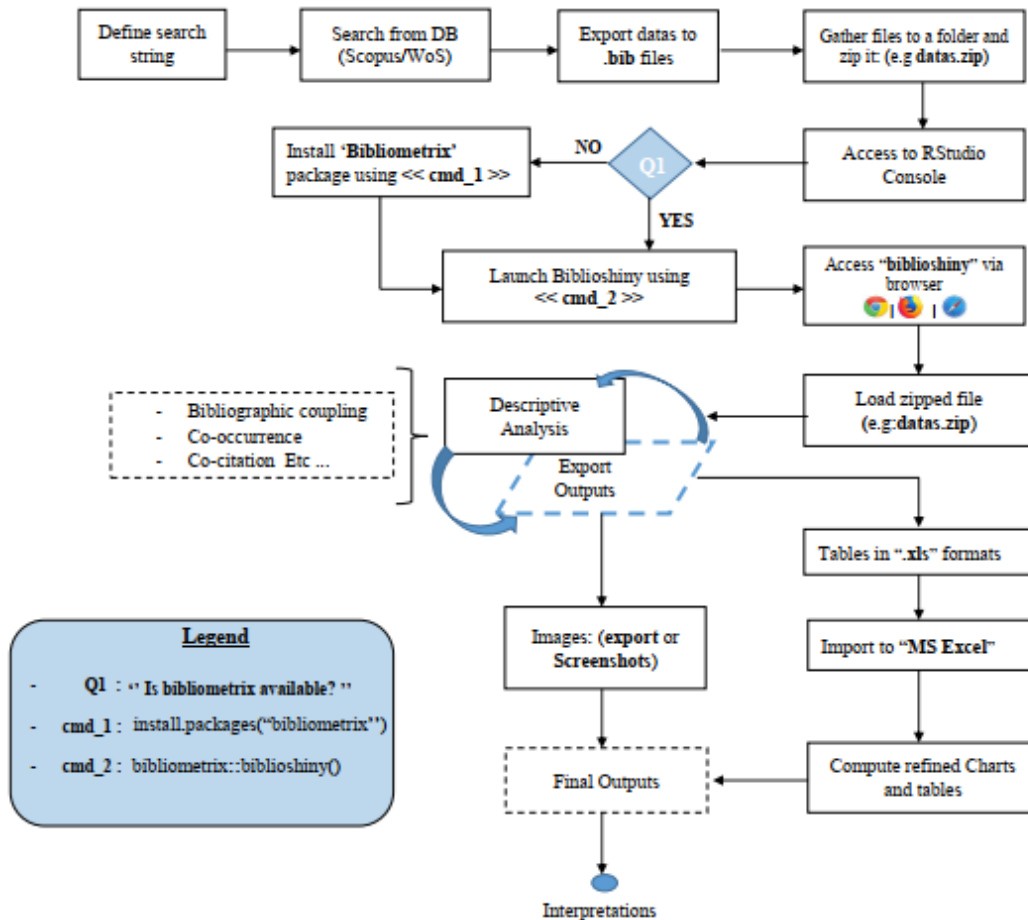 Define search
string
Search from DB
(Scopus/WoS)
Export datas to
.bib files
Gather files to a folder and
zip it: (e.g datas.zip)
Install ‘Bibliometrix’
package using << cmd_1 >>
NO
Q1
Access to RStudio
Console
YES
Launch Biblioshiny using
<< cmd_2 >>
Access “biblioshiny” via
browser
| |
- Bibliographic coupling
- Co-occurrence
- Co-citation Etc ...
Descriptive
Analysis
Export
Outputs
Load zipped file
(e.g:datas.zip)
Tables in “.xls” formats
Images: (export or
Screenshots)
Import to “MS Excel”
Legend
- Q1 : ‘’ Is bibliometrix available? ’’
- cmd_1 : install.packages(“bibliometrix’’)
- cmd_2 : bibliometrix::biblioshiny()
Final Outputs
Compute refined Charts
and tables
Interpretations